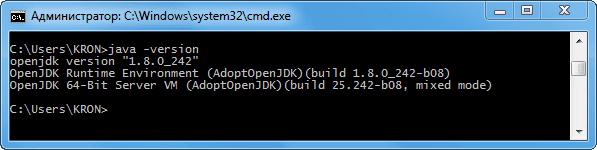 Администратор: C:\Windows\system32\cmd.exe
C:\Users\KRON>java -version
openjdk version "1.8.0_242"
OpenJDK Runtime Environment (AdoptOpenJDK)(build 1.8.0_242-b08)
OpenJDK 64-Bit Server VM (AdoptOpenJDK)(build 25.242-b08, mixed mode)
C:\Users\KRON>